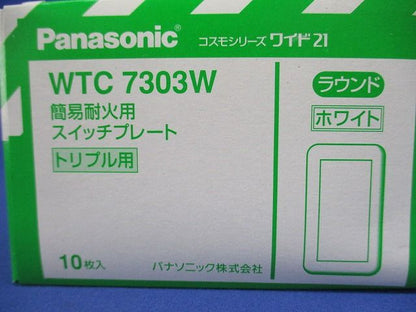 Panasonic コスモシリーズ ワイド21
WTC 7303W
ラウンド
簡易耐火用
スイッチプレート
ホワイト
トリプル用
10枚入
パナソニック株式会社